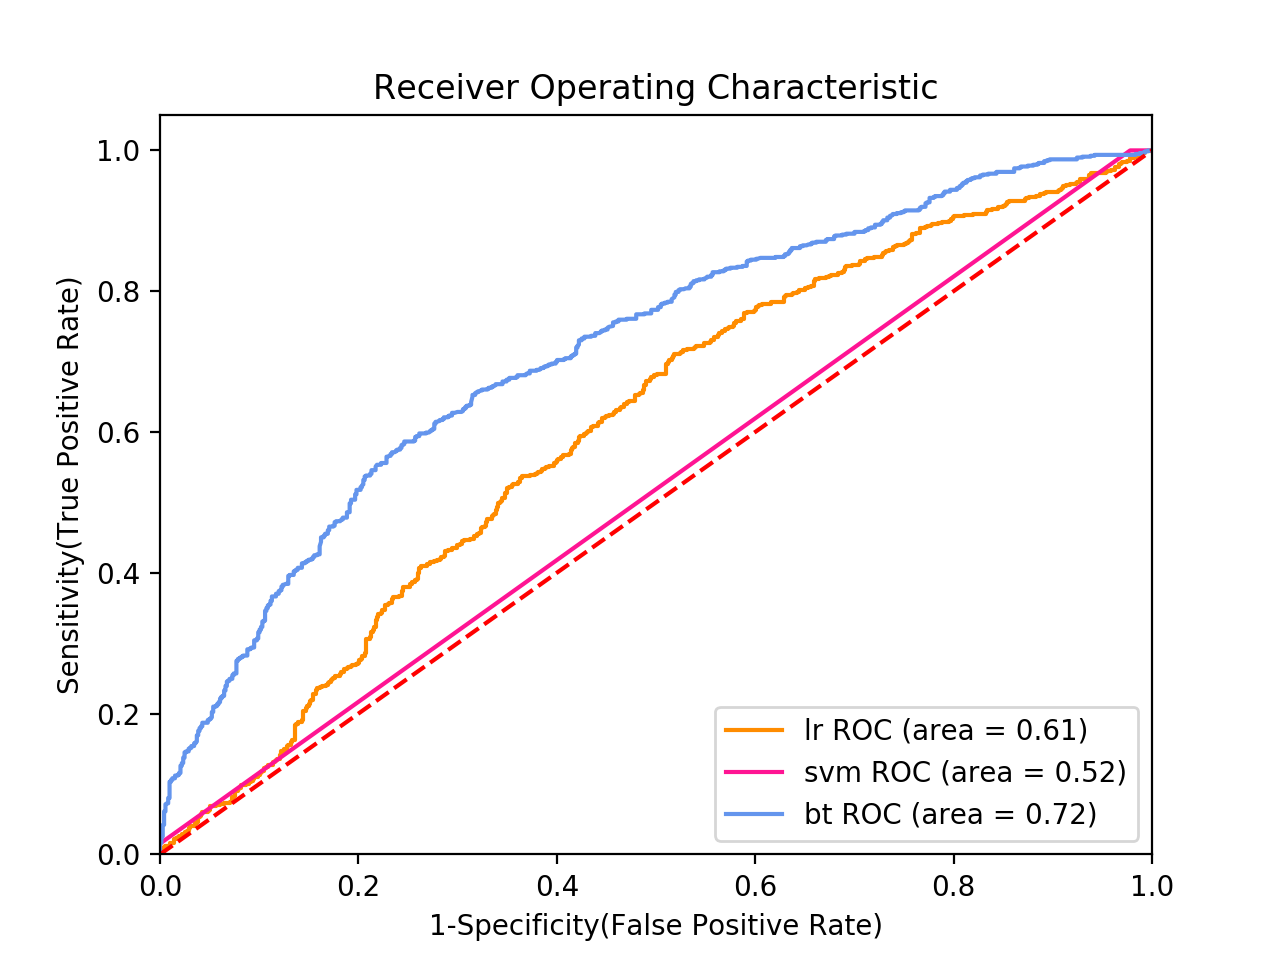 Receiver Operating Characteristic
Sensitivity(True Positive Rate)
1.0
0.8
0.6
0.4
0.2
0.0
lr ROC (area = 0.61)
svm ROC (area = 0.52)
bt ROC (area = 0.72)
0.0 0.2 0.4 0.6 0.8 1.0
1-Specificity(False Positive Rate)